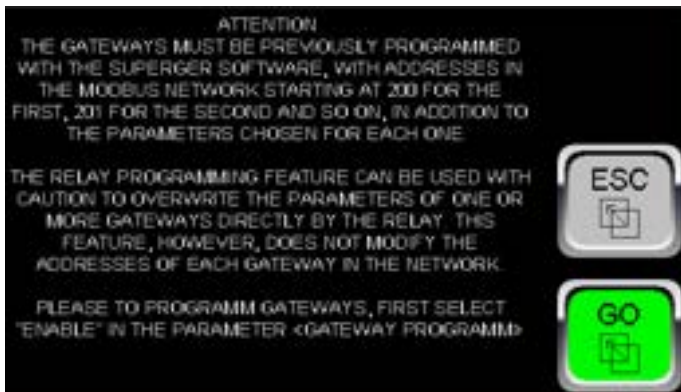 ATTENTION
THE GATEWAYS MUST BE PREVIOUSLY PROGRAMMED
WITH THE SUPERGER SOFTWARE, WITH ADDRESSES IN
THE MODBUS NETWORK STARTING AT 200 FOR THE
FIRST, 201 FOR THE SECOND AND SO ON, IN ADDITION TO
THE PARAMETERS CHOSEN FOR EACH ONE.
THE RELAY PROGRAMMING FEATURE CAN BE USED WITH
CAUTION TO OVERWRITE THE PARAMETERS OF ONE OR
MORE GATEWAYS DIRECTLY BY THE RELAY. THIS
FEATURE, HOWEVER, DOES NOT MODIFY THE
ADDRESSES OF EACH GATEWAY IN THE NETWORK.
PLEASE TO PROGRAMM GATEWAYS, FIRST SELECT
"ENABLE" IN THE PARAMETER <GATEWAY PROGRAMM>
ESC
GO